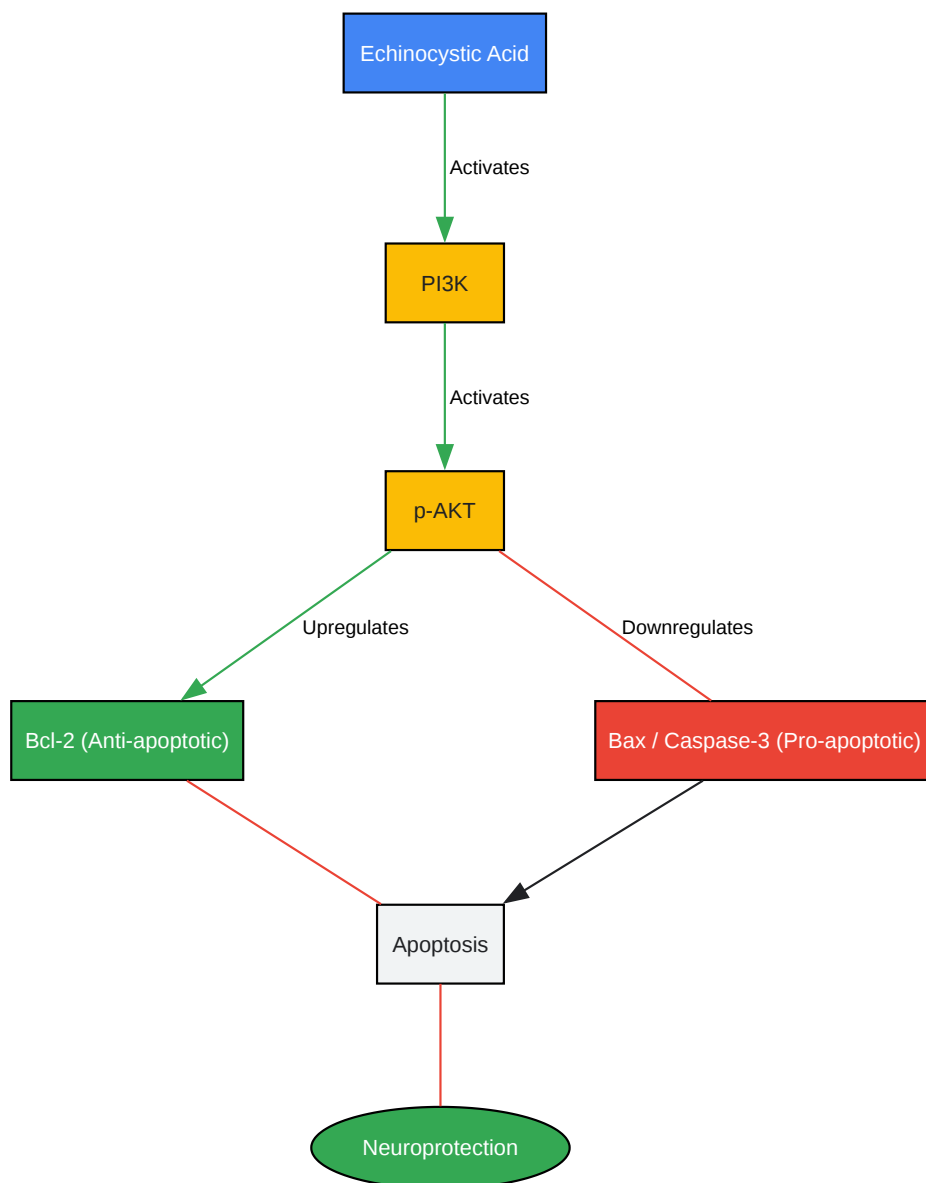 Echinocystic Acid
Activates
PI3K
Activates
p-AKT
Upregulates
Downregulates
Bcl-2 (Anti-apoptotic)
Bax / Caspase-3 (Pro-apoptotic)
Apoptosis
Neuroprotection